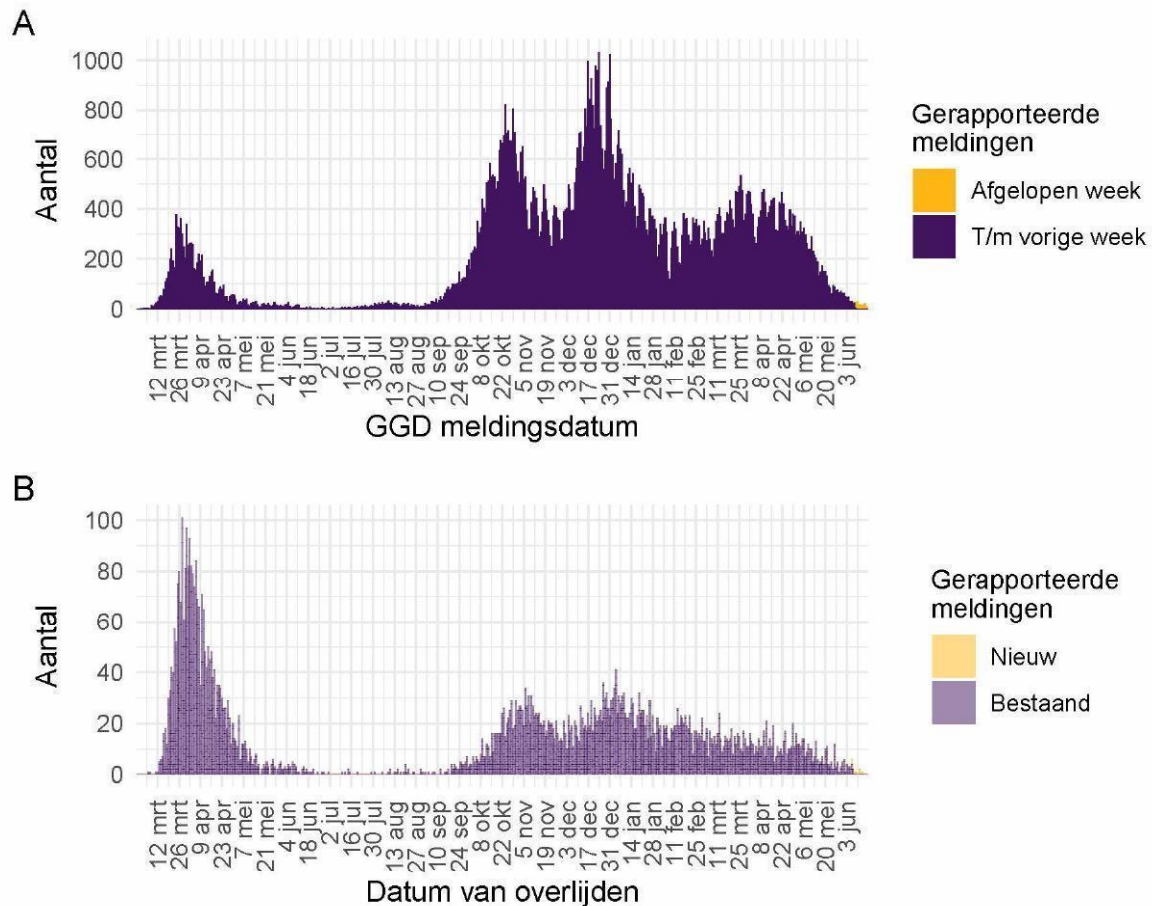 A
1000
800
600
400
200
0
Aantal
12 mrt
26 mrt
9 apr
23 apr
7 mei
21 mei
4 jun
18 jun
2 jul
16 jul
30 jul
13 aug
27 aug
10 sep
24 sep
8 okt
22 okt
5 nov
19 nov
3 dec
17 dec
31 dec
14 jan
28 jan
11 feb
25 feb
11 mrt
25 mrt
8 apr
22 apr
6 mei
20 mei
3 jun
GGD meldingsdatum
Gerapporteerde
meldingen
Afgelopen week
T/m vorige week
B
100
80
60
40
20
0
Aantal
12 mrt
26 mrt
9 apr
23 apr
7 mei
21 mei
4 jun
18 jun
2 jul
16 jul
30 jul
13 aug
27 aug
10 sep
24 sep
8 okt
22 okt
5 nov
19 nov
3 dec
17 dec
31 dec
14 jan
28 jan
11 feb
25 feb
11 mrt
25 mrt
8 apr
22 apr
6 mei
20 mei
3 jun
Datum van overlijden
Gerapporteerde
meldingen
Nieuw
Bestaand